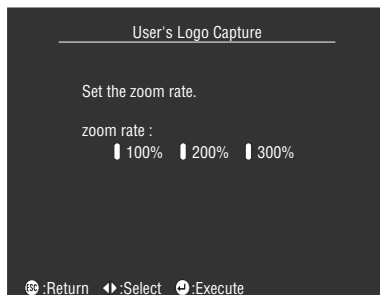 User's Logo Capture
Set the zoom rate.
zoom rate :
100% 200% 300%
ESC :Return :Select :Execute